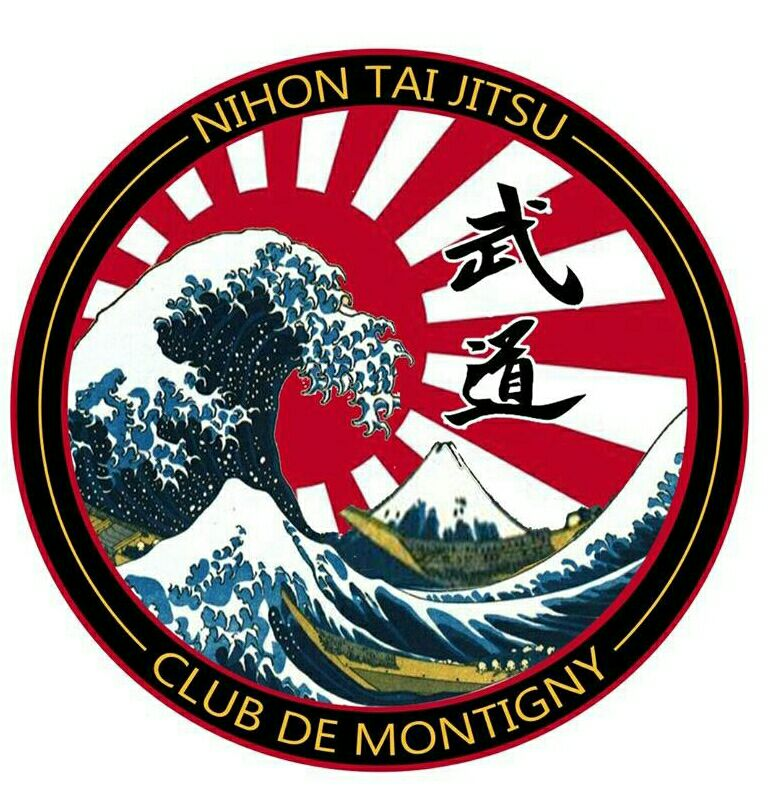 NIHON TAI JITSU
武道
CLUB DE MONTIGNY